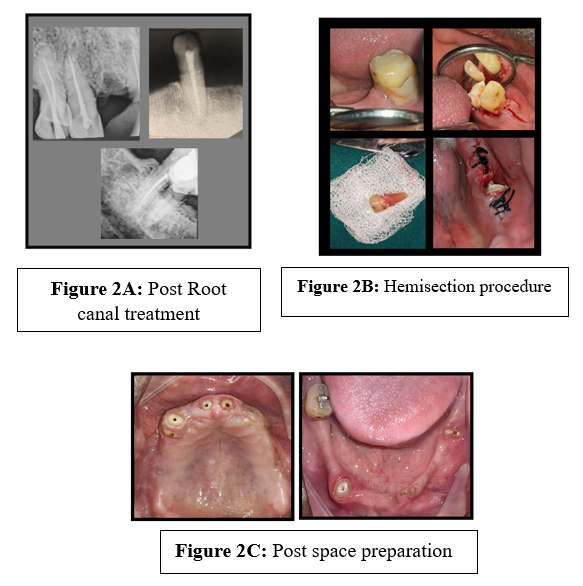 Figure 2A: Post Root
canal treatment
Figure 2B: Hemisection procedure
Figure 2C: Post space preparation